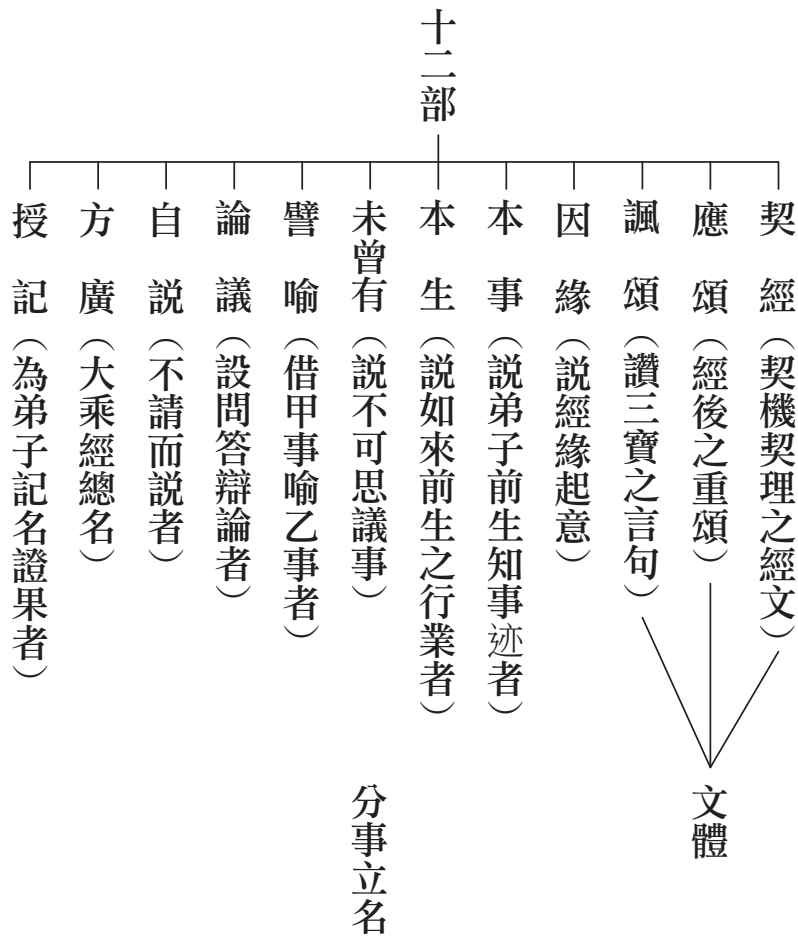 十二部
契經（契機契理之經文）
應頌（經後之重頌）
諷頌（讚三寶之言句）
因緣（說經緣起意）
本事（說弟子前生知事迹者）
本生（說如來前生之行業者）
未曾有（說不可思議事）
譬喻（借甲事喻乙事者）
論議（設問答辯論者）
自說（不請而說者）
方廣（大乘經總名）
授記（為弟子記名證果者）
文體
分事立名